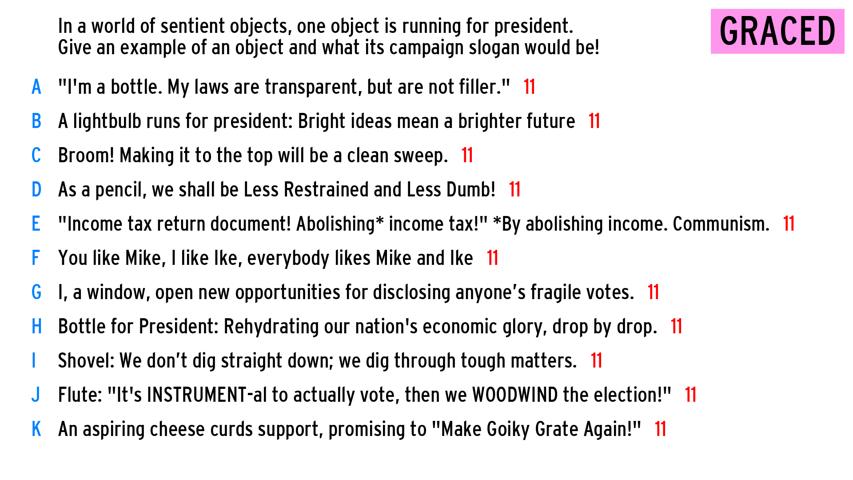 In a world of sentient objects, one object is running for president.
Give an example of an object and what its campaign slogan would be!
GRACED
A "I'm a bottle. My laws are transparent, but are not filler." 11
B A lightbulb runs for president: Bright ideas mean a brighter future 11
C Broom! Making it to the top will be a clean sweep. 11
D As a pencil, we shall be Less Restrained and Less Dumb! 11
E "Income tax return document! Abolishing* income tax!" *By abolishing income. Communism. 11
F You like Mike, I like Ike, everybody likes Mike and Ike 11
G I, a window, open new opportunities for disclosing anyone’s fragile votes. 11
H Bottle for President: Rehydrating our nation's economic glory, drop by drop. 11
I Shovel: We don’t dig straight down; we dig through tough matters. 11
J Flute: "It's INSTRUMENT-al to actually vote, then we WOODWIND the election!" 11
K An aspiring cheese curds support, promising to "Make Goiky Grate Again!" 11